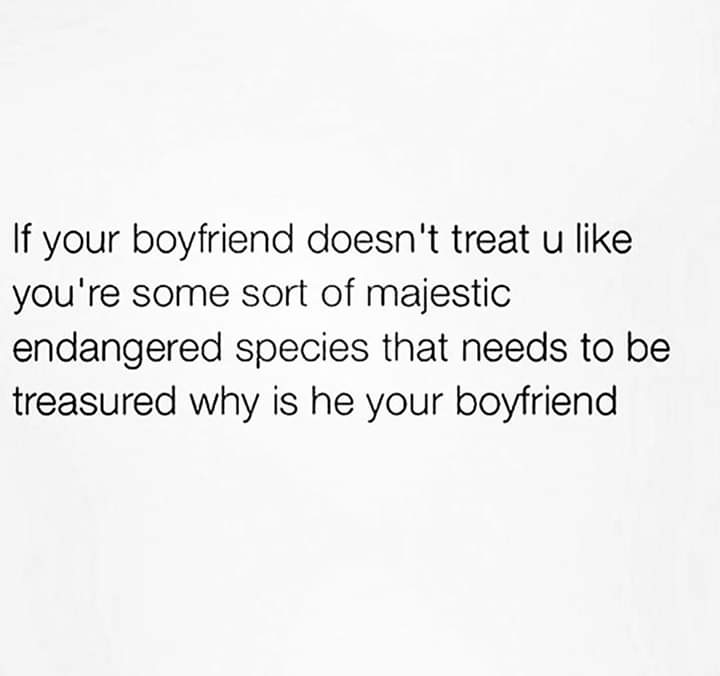 If your boyfriend doesn't treat u like
you're some sort of majestic
endangered species that needs to be
treasured why is he your boyfriend